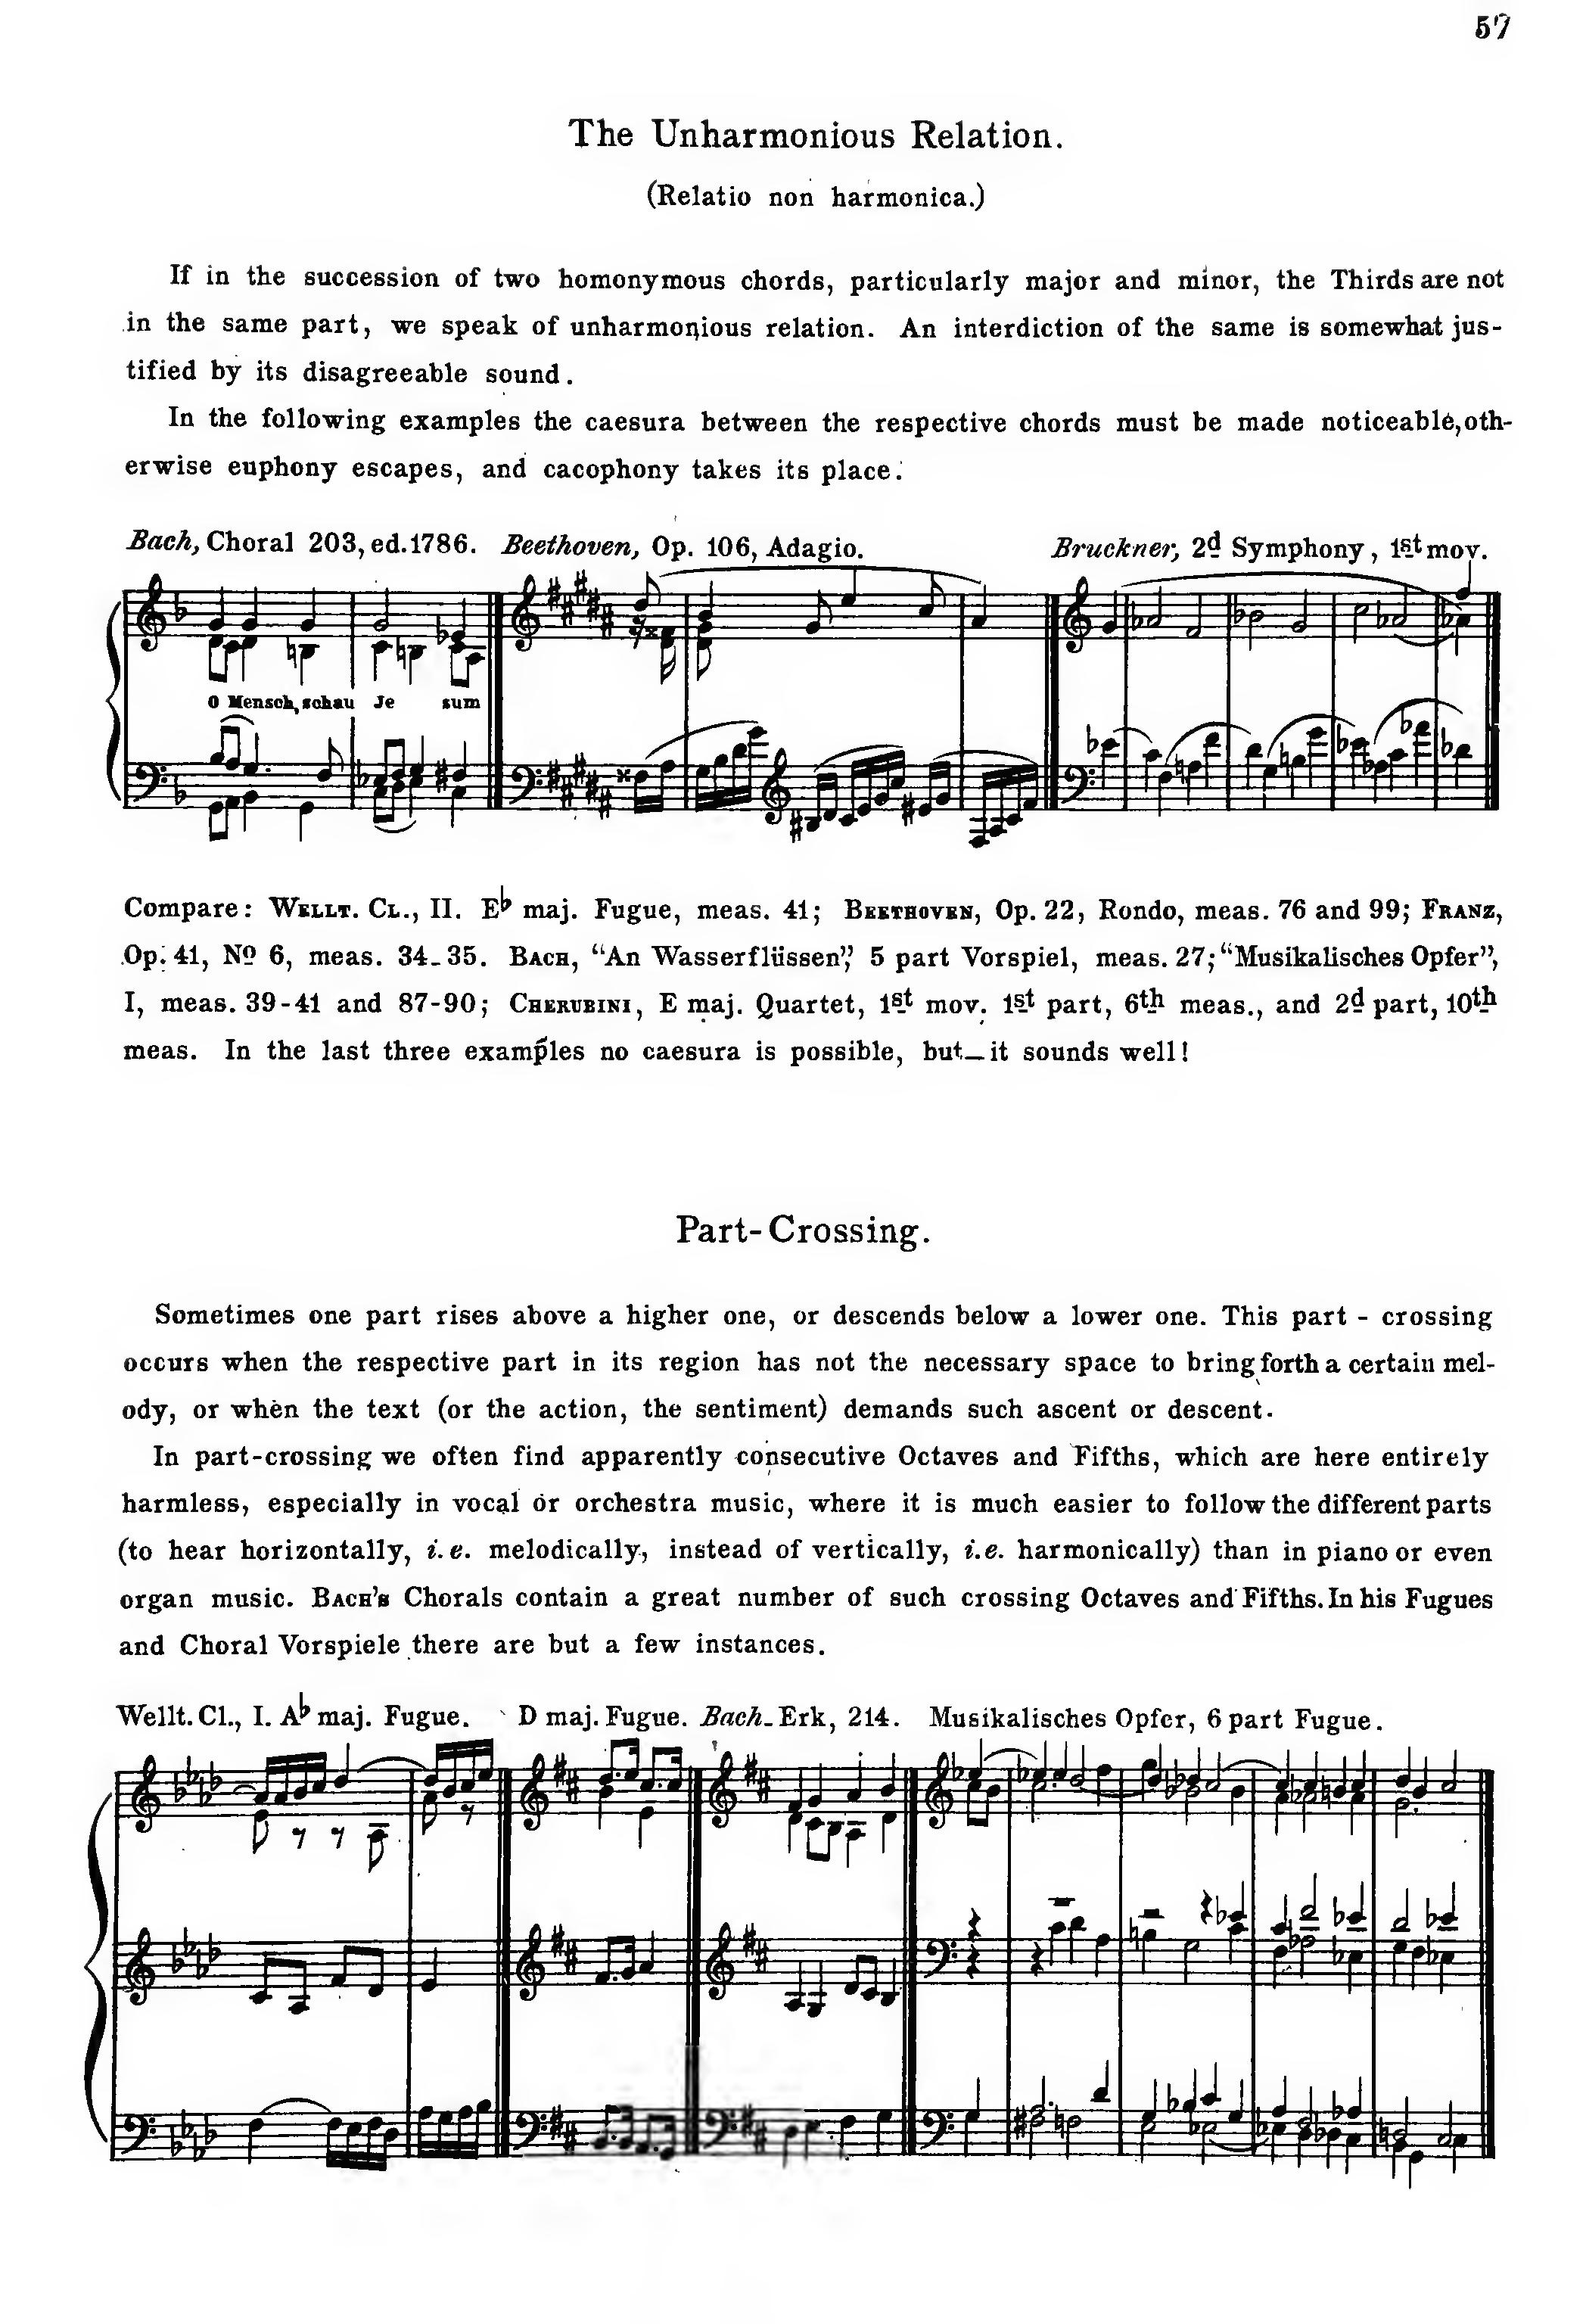 57
The Unharmonious Relation.
(Relatio non harmonica.)
If in the succession of two homonymous chords, particularly major and minor, the Thirds are not
in the same part, we speak of unharmonious relation. An interdiction of the same is somewhat jus-
tified by its disagreeable sound.
In the following examples the caesura between the respective chords must be made noticeable, oth-
erwise euphony escapes, and cacophony takes its place.
Bach, Choral 203, ed. 1786. Beethoven, Op. 106, Adagio. Bruckner, 2d Symphony, 1st mov.
O Mensch, schau Je sum
Compare: WELLT. CL., II. E♭ maj. Fugue, meas. 41; BEETHOVEN, Op. 22, Rondo, meas. 76 and 99; FRANZ,
Op. 41, No 6, meas. 34-35. BACH, “An Wasserflüssen”, 5 part Vorspiel, meas. 27; “Musikalisches Opfer”,
I, meas. 39-41 and 87-90; CHERUBINI, E maj. Quartet, 1st mov. 1st part, 6th meas., and 2d part, 10th
meas. In the last three examples no caesura is possible, but—it sounds well!
Part-Crossing.
Sometimes one part rises above a higher one, or descends below a lower one. This part - crossing
occurs when the respective part in its region has not the necessary space to bring forth a certain mel-
ody, or when the text (or the action, the sentiment) demands such ascent or descent.
In part-crossing we often find apparently consecutive Octaves and Fifths, which are here entirely
harmless, especially in vocal or orchestra music, where it is much easier to follow the different parts
(to hear horizontally, i.e. melodically, instead of vertically, i.e. harmonically) than in piano or even
organ music. BACH's Chorals contain a great number of such crossing Octaves and Fifths. In his Fugues
and Choral Vorspiele there are but a few instances.
Wellt. Cl., I. A♭ maj. Fugue. D maj. Fugue. Bach-Erk, 214. Musikalisches Opfer, 6 part Fugue.